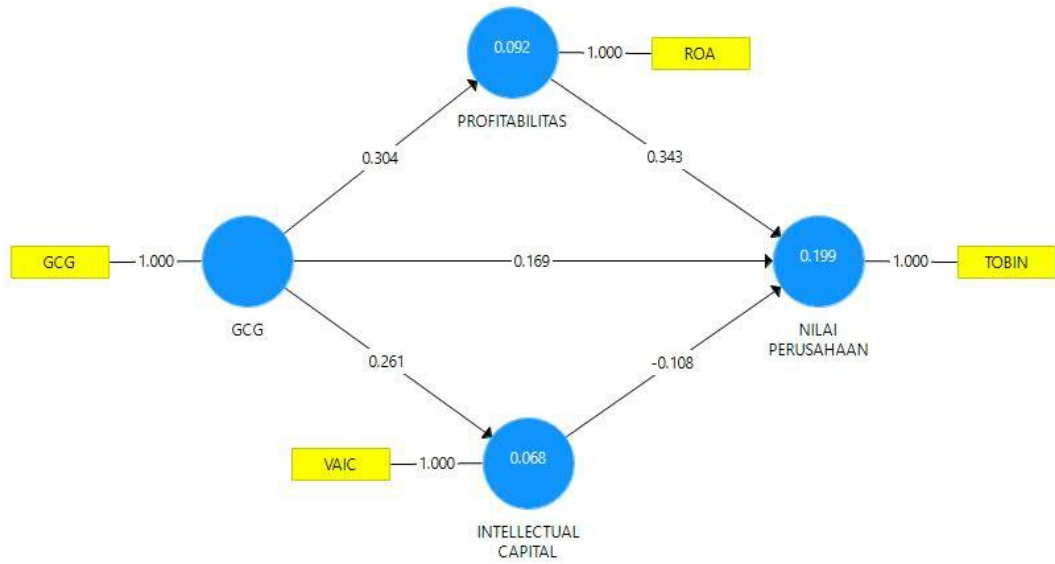 0.092
1.000
ROA
PROFITABILITAS
0.304
0.343
GCG
1.000
0.169
0.199
1.000
TOBIN
GCG
NILAI
PERUSAHAAN
0.261
-0.108
VAIC
1.000
0.068
INTELLECTUAL
CAPITAL